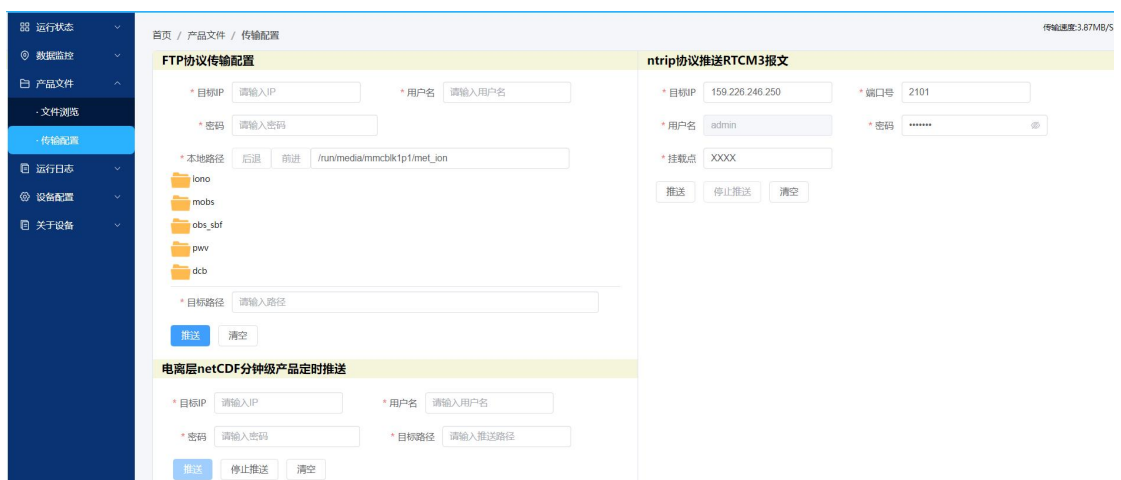 运行状态
数据监控
产品文件
· 文件浏览
· 传输配置
运行日志
设备配置
关于设备
首页 / 产品文件 / 传输配置
传输速度:3.87MB/S
FTP协议传输配置
* 目标IP 请输入IP * 用户名 请输入用户名
* 密码 请输入密码
* 本地路径 后退 前进 /run/media/mmcblk1p1/met_ion
iono
mobs
obs_sbf
pwv
dcb
* 目标路径 请输入路径
推送 清空
电离层netCDF分钟级产品定时推送
* 目标IP 请输入IP * 用户名 请输入用户名
* 密码 请输入密码 * 目标路径 请输入推送路径
推送 停止推送 清空
ntrip协议推送RTCM3报文
* 目标IP 159.226.246.250 * 端口号 2101
* 用户名 admin * 密码 •••••••
* 挂载点 XXXX
推送 停止推送 清空